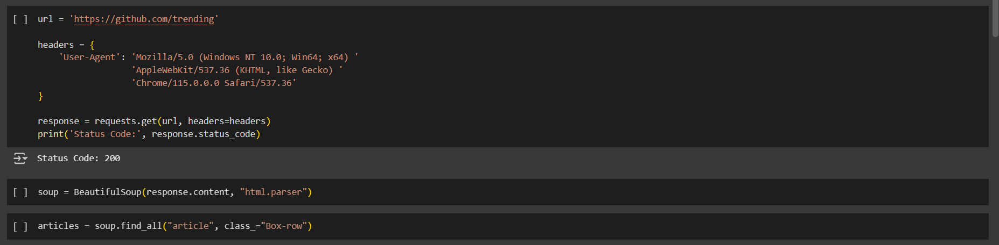 [ ] url = 'https://github.com/trending'
headers = {
    'User-Agent': 'Mozilla/5.0 (Windows NT 10.0; Win64; x64) '
                  'AppleWebKit/537.36 (KHTML, like Gecko) '
                  'Chrome/115.0.0.0 Safari/537.36'
}
response = requests.get(url, headers=headers)
print('Status Code:', response.status_code)
Status Code: 200
[ ] soup = BeautifulSoup(response.content, "html.parser")
[ ] articles = soup.find_all("article", class_="Box-row")